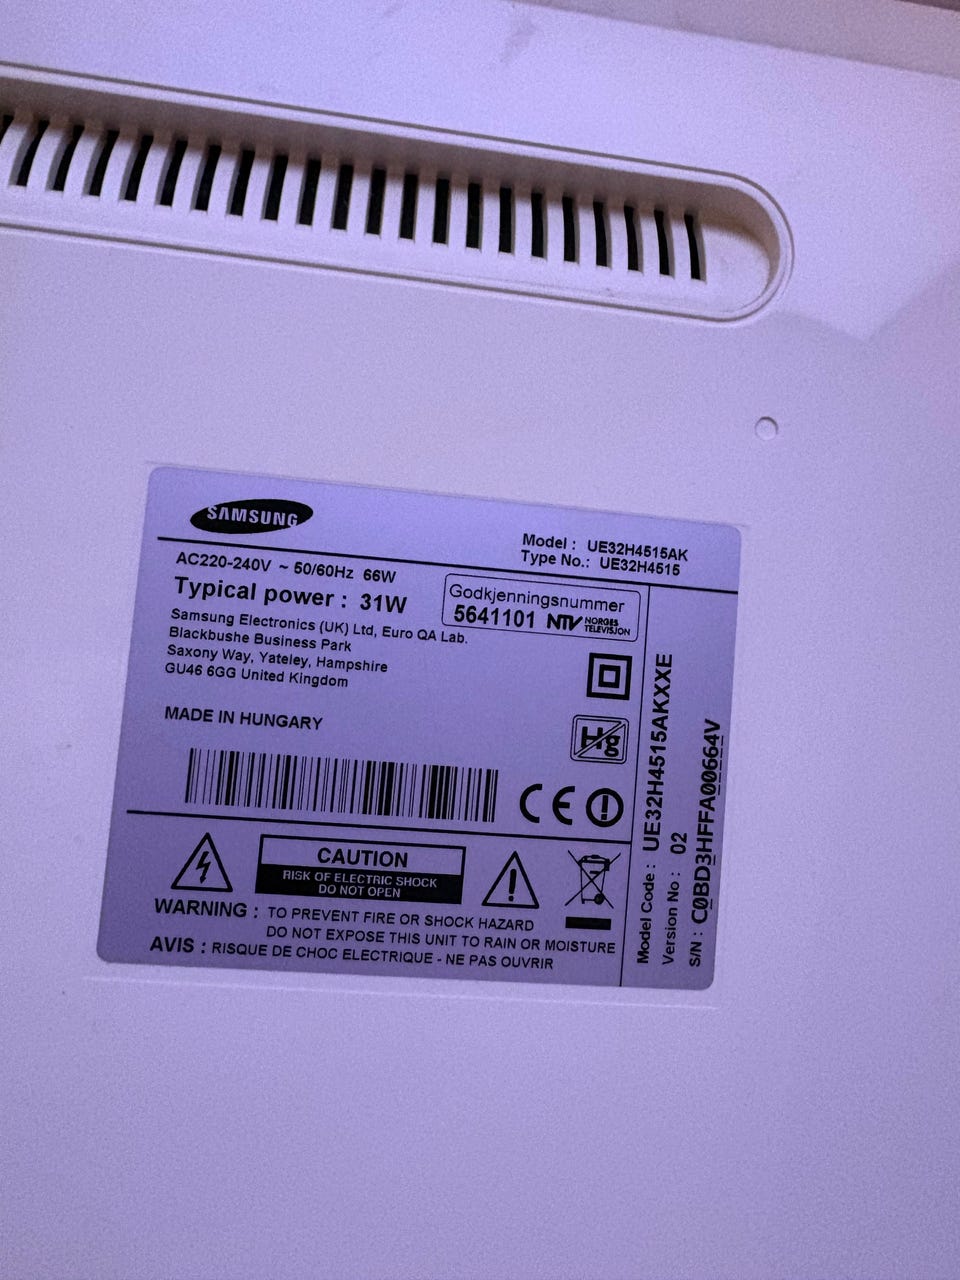 SAMSUNG
Model : UE32H4515AK
Type No.: UE32H4515
AC220-240V ~ 50/60Hz 66W
Typical power : 31W
Godkjenningsnummer
5641101 NTV NORGES TELEVISJON
Samsung Electronics (UK) Ltd, Euro QA Lab.
Blackbushe Business Park
Saxony Way, Yateley, Hampshire
GU46 6GG United Kingdom
MADE IN HUNGARY
Hg
CE
CAUTION
RISK OF ELECTRIC SHOCK
DO NOT OPEN
WARNING : TO PREVENT FIRE OR SHOCK HAZARD
DO NOT EXPOSE THIS UNIT TO RAIN OR MOISTURE
AVIS : RISQUE DE CHOC ELECTRIQUE - NE PAS OUVRIR
Model Code : UE32H4515AKXXE
Version No : 02
S/N : C0BD3HFFA00664V